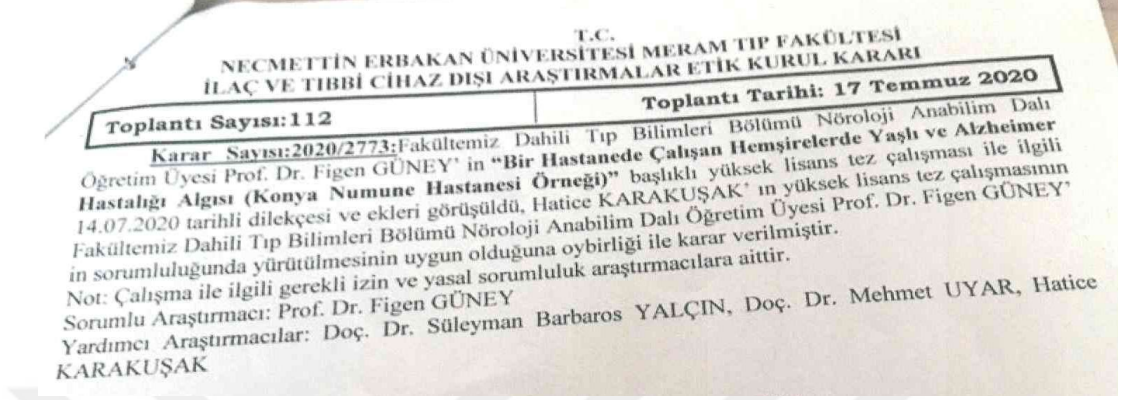 T.C.
NECMETTİN ERBAKAN ÜNİVERSİTESİ MERAM TIP FAKÜLTESİ
İLAÇ VE TIBBİ CİHAZ DIŞI ARAŞTIRMALAR ETİK KURUL KARARI
Toplantı Sayısı:112 Toplantı Tarihi: 17 Temmuz 2020
Karar Sayısı:2020/2773:Fakültemiz Dahili Tıp Bilimleri Bölümü Nöroloji Anabilim Dalı
Öğretim Üyesi Prof. Dr. Figen GÜNEY' in “Bir Hastanede Çalışan Hemşirelerde Yaşlı ve Alzheimer
Hastalığı Algısı (Konya Numune Hastanesi Örneği)” başlıklı yüksek lisans tez çalışması ile ilgili
14.07.2020 tarihli dilekçesi ve ekleri görüşüldü, Hatice KARAKUŞAK' ın yüksek lisans tez çalışmasının
Fakültemiz Dahili Tıp Bilimleri Bölümü Nöroloji Anabilim Dalı Öğretim Üyesi Prof. Dr. Figen GÜNEY'
in sorumluluğunda yürütülmesinin uygun olduğuna oybirliği ile karar verilmiştir.
Not: Çalışma ile ilgili gerekli izin ve yasal sorumluluk araştırmacılara aittir.
Sorumlu Araştırmacı: Prof. Dr. Figen GÜNEY
Yardımcı Araştırmacılar: Doç. Dr. Süleyman Barbaros YALÇIN, Doç. Dr. Mehmet UYAR, Hatice
KARAKUŞAK